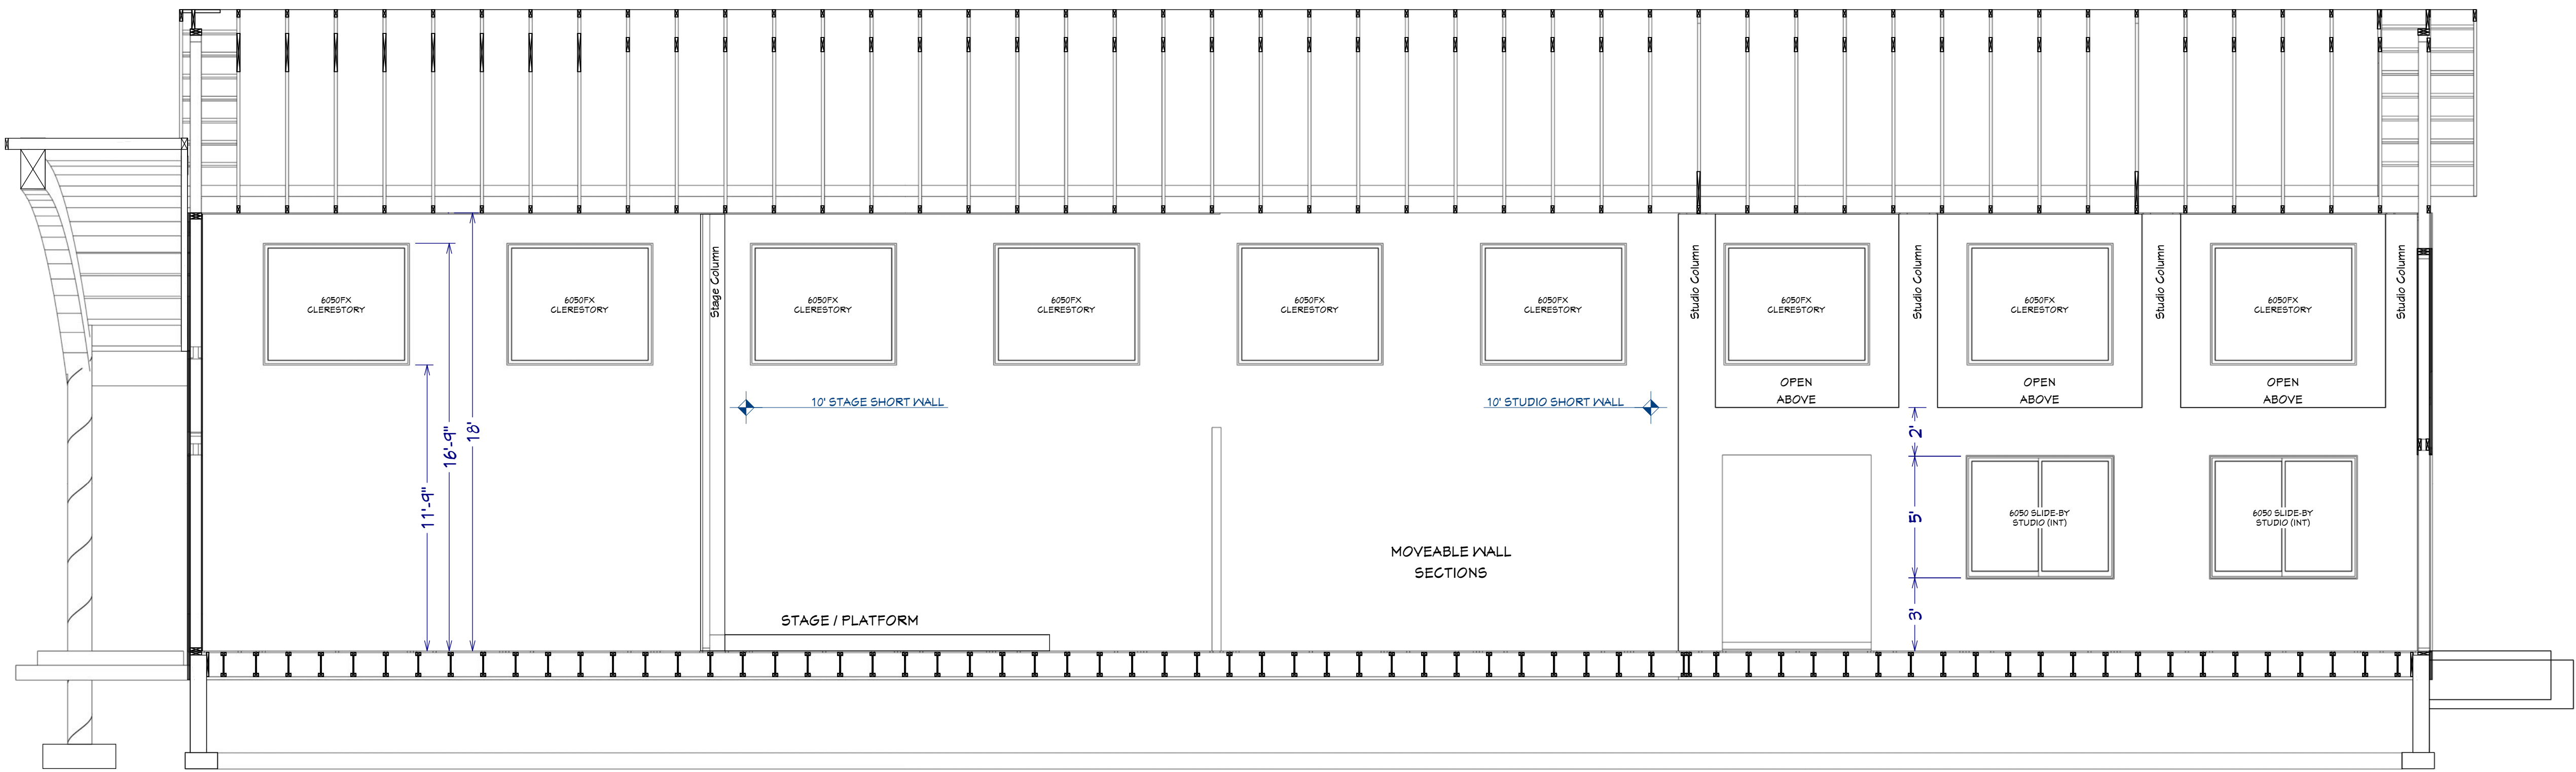 6050FX
CLERESTORY
6050FX
CLERESTORY
Stage Column
6050FX
CLERESTORY
6050FX
CLERESTORY
6050FX
CLERESTORY
6050FX
CLERESTORY
Studio Column
6050FX
CLERESTORY
Studio Column
6050FX
CLERESTORY
Studio Column
6050FX
CLERESTORY
Studio Column
OPEN
ABOVE
OPEN
ABOVE
OPEN
ABOVE
10' STAGE SHORT WALL
10' STUDIO SHORT WALL
11'-9"
16'-9"
18'
2'
5'
3'
6050 SLIDE-BY
STUDIO (INT)
6050 SLIDE-BY
STUDIO (INT)
MOVEABLE WALL
SECTIONS
STAGE / PLATFORM